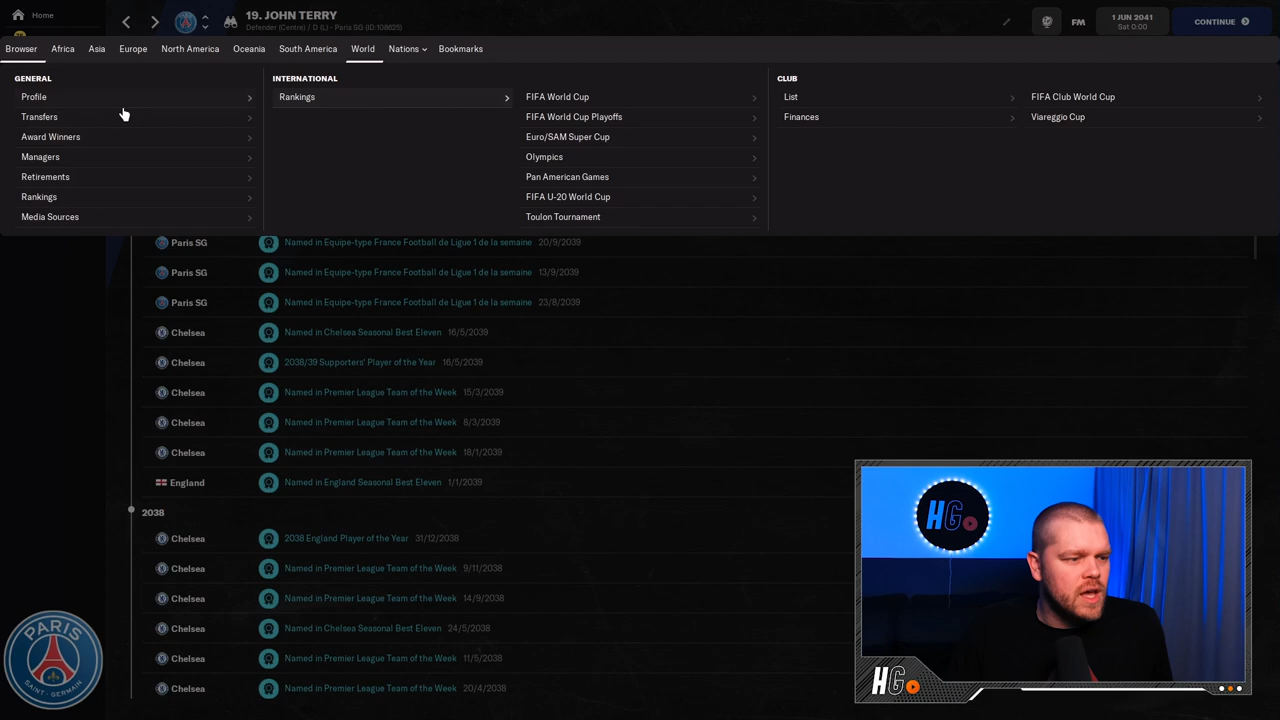 Home
19. JOHN TERRY
Defender (Centre) / D (L) - Paris SG (ID:108625)
FM
1 JUN 2041
Sat 0:00
CONTINUE
Browser Africa Asia Europe North America Oceania South America World Nations Bookmarks
GENERAL
Profile
Transfers
Award Winners
Managers
Retirements
Rankings
Media Sources
INTERNATIONAL
Rankings
FIFA World Cup
FIFA World Cup Playoffs
Euro/SAM Super Cup
Olympics
Pan American Games
FIFA U-20 World Cup
Toulon Tournament
CLUB
List
Finances
FIFA Club World Cup
Viareggio Cup
Paris SG Named in Equipe-type France Football de Ligue 1 de la semaine 20/9/2039
Paris SG Named in Equipe-type France Football de Ligue 1 de la semaine 13/9/2039
Paris SG Named in Equipe-type France Football de Ligue 1 de la semaine 23/8/2039
Chelsea Named in Chelsea Seasonal Best Eleven 16/5/2039
Chelsea 2038/39 Supporters' Player of the Year 16/5/2039
Chelsea Named in Premier League Team of the Week 15/3/2039
Chelsea Named in Premier League Team of the Week 8/3/2039
Chelsea Named in Premier League Team of the Week 18/1/2039
England Named in England Seasonal Best Eleven 1/1/2039
2038
Chelsea 2038 England Player of the Year 31/12/2038
Chelsea Named in Premier League Team of the Week 9/11/2038
Chelsea Named in Premier League Team of the Week 14/9/2038
Chelsea Named in Chelsea Seasonal Best Eleven 24/5/2038
Chelsea Named in Premier League Team of the Week 11/5/2038
Chelsea Named in Premier League Team of the Week 20/4/2038
PARIS
SAINT-GERMAIN
HG
HG